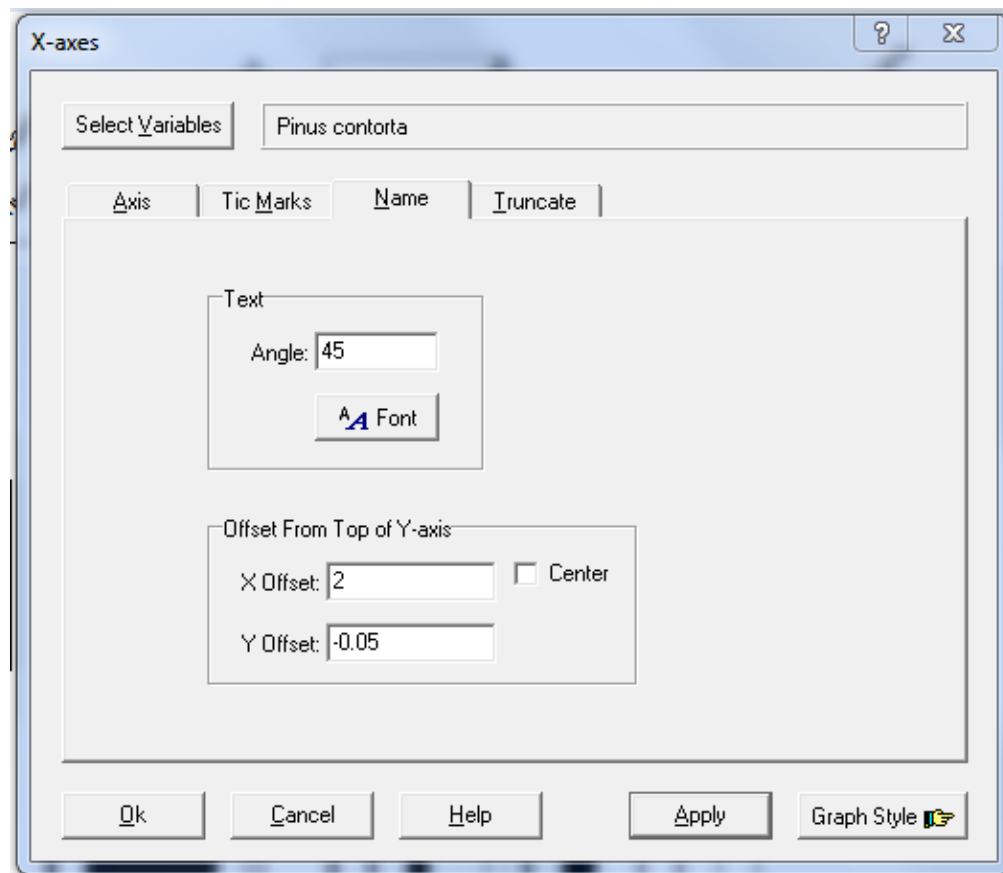 X-axes
Select Variables Pinus contorta
Axis Tic Marks Name Truncate
Text
Angle: 45
AA Font
Offset From Top of Y-axis
X Offset: 2 Center
Y Offset: -0.05
Ok Cancel Help Apply Graph Style